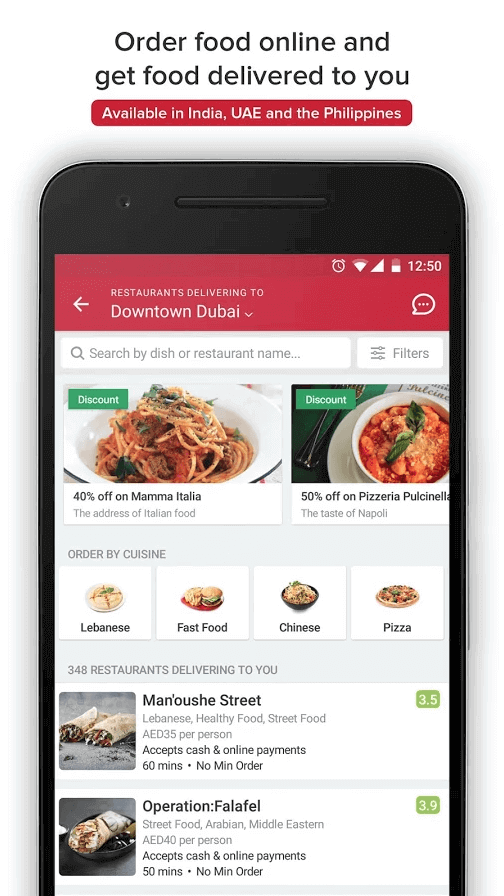 Order food online and
get food delivered to you
Available in India, UAE and the Philippines
12:50
RESTAURANTS DELIVERING TO
Downtown Dubai
Search by dish or restaurant name...
Filters
Discount
Discount
40% off on Mamma Italia
The address of Italian food
50% off on Pizzeria Pulcinella
The taste of Napoli
ORDER BY CUISINE
Lebanese
Fast Food
Chinese
Pizza
348 RESTAURANTS DELIVERING TO YOU
Man'oushe Street
3.5
Lebanese, Healthy Food, Street Food
AED35 per person
Accepts cash & online payments
60 mins • No Min Order
Operation:Falafel
3.9
Street Food, Arabian, Middle Eastern
AED40 per person
Accepts cash & online payments
50 mins • No Min Order